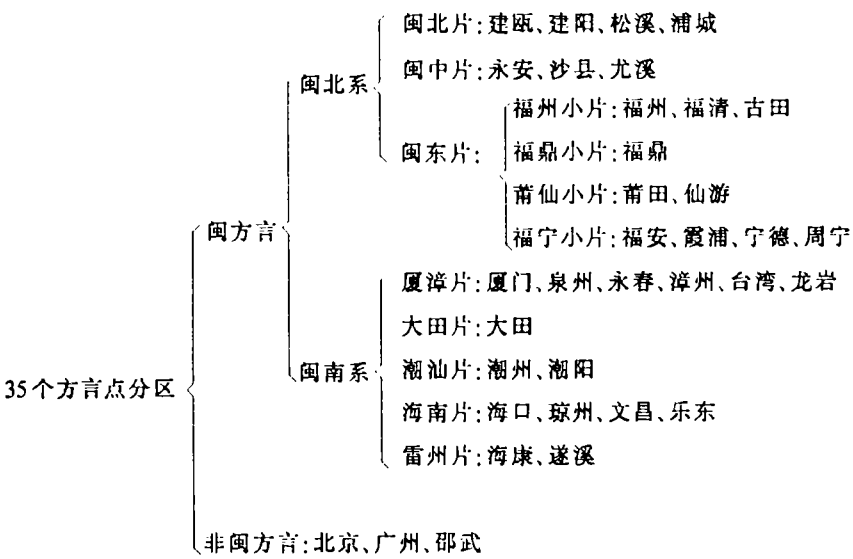 闽北片:建瓯、建阳、松溪、浦城
闽北系
闽中片:永安、沙县、尤溪
福州小片:福州、福清、古田
闽东片:
福鼎小片:福鼎
莆仙小片:莆田、仙游
闽方言
福宁小片:福安、霞浦、宁德、周宁
厦漳片:厦门、泉州、永春、漳州、台湾、龙岩
大田片:大田
35个方言点分区
闽南系
潮汕片:潮州、潮阳
海南片:海口、琼州、文昌、乐东
雷州片:海康、遂溪
非闽方言:北京、广州、邵武